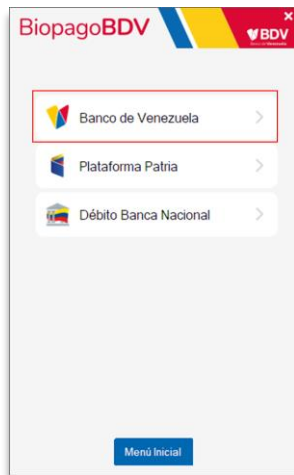 BiopagoBDV
BDV
Banco de Venezuela
Banco de Venezuela
Plataforma Patria
Débito Banca Nacional
Menú Inicial